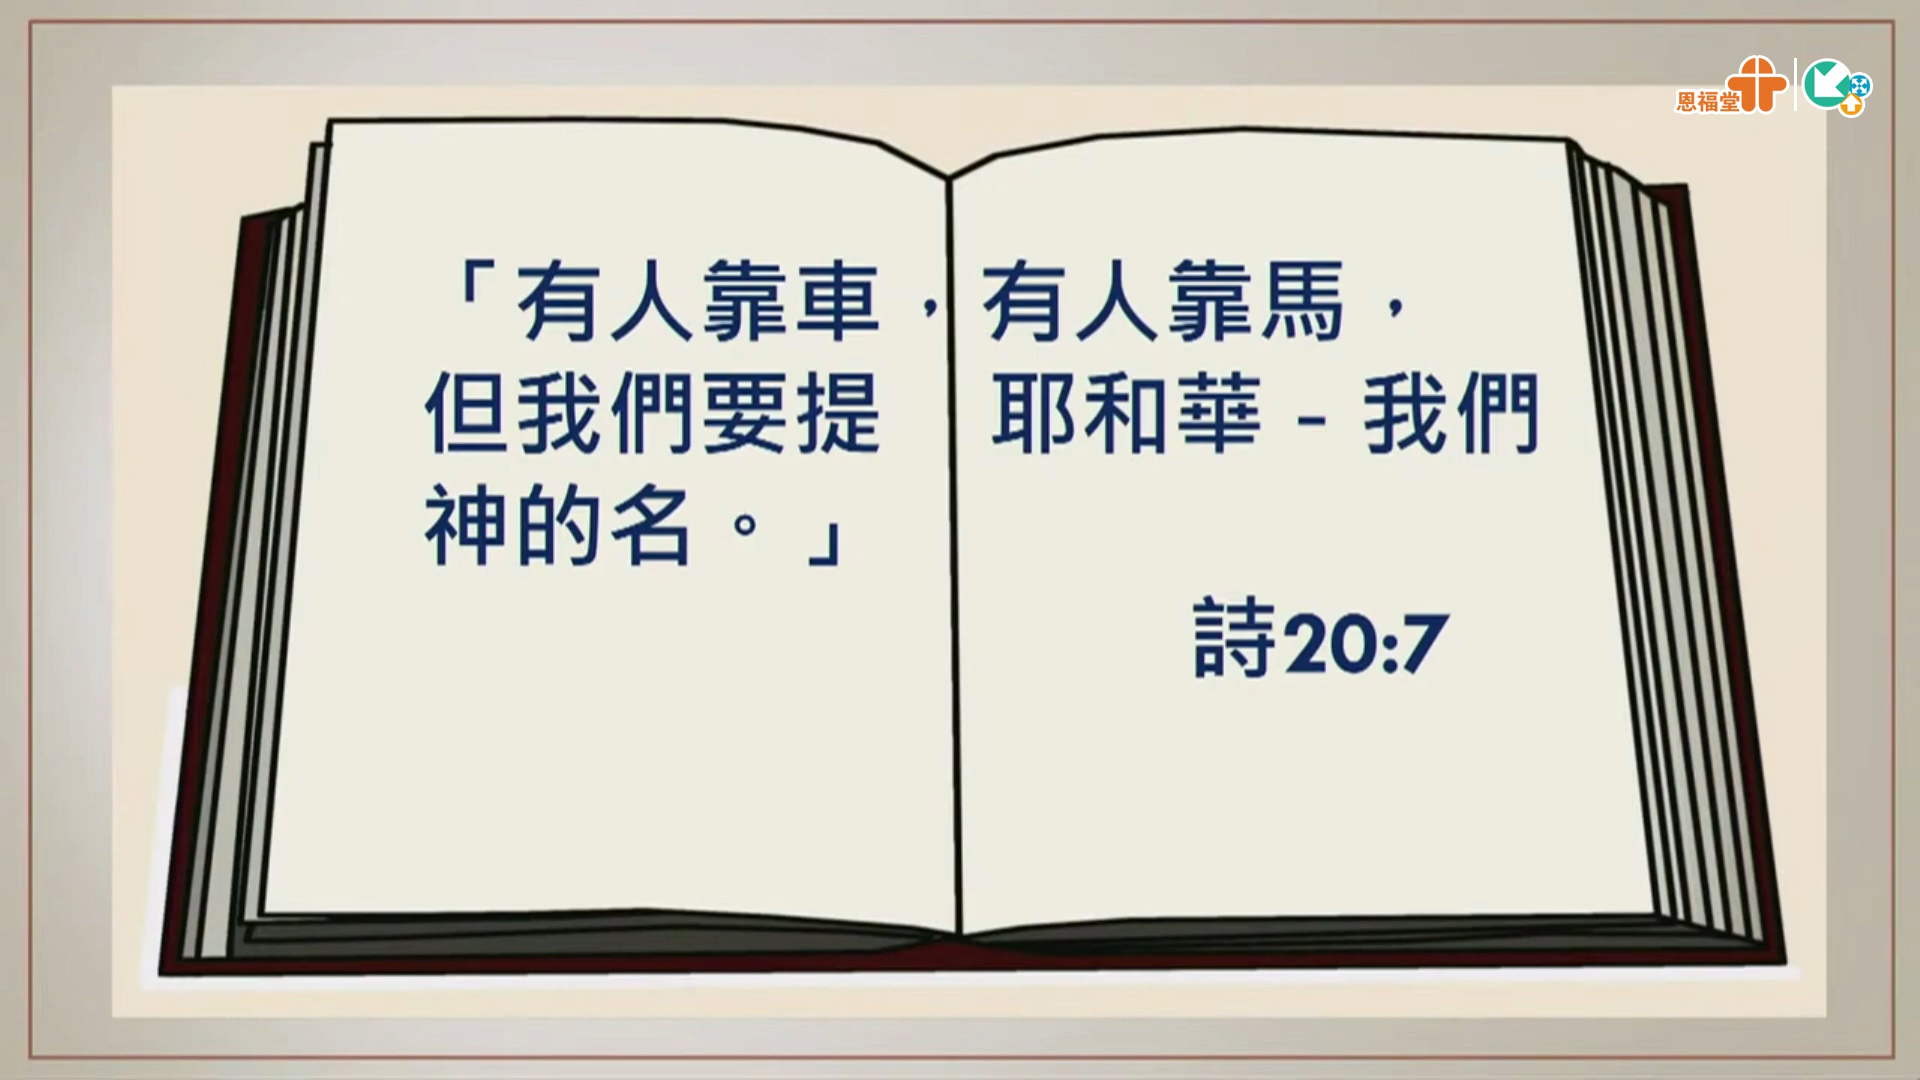 恩福堂
「有人靠車，有人靠馬，
但我們要提 耶和華－我們
神的名。」
詩20:7